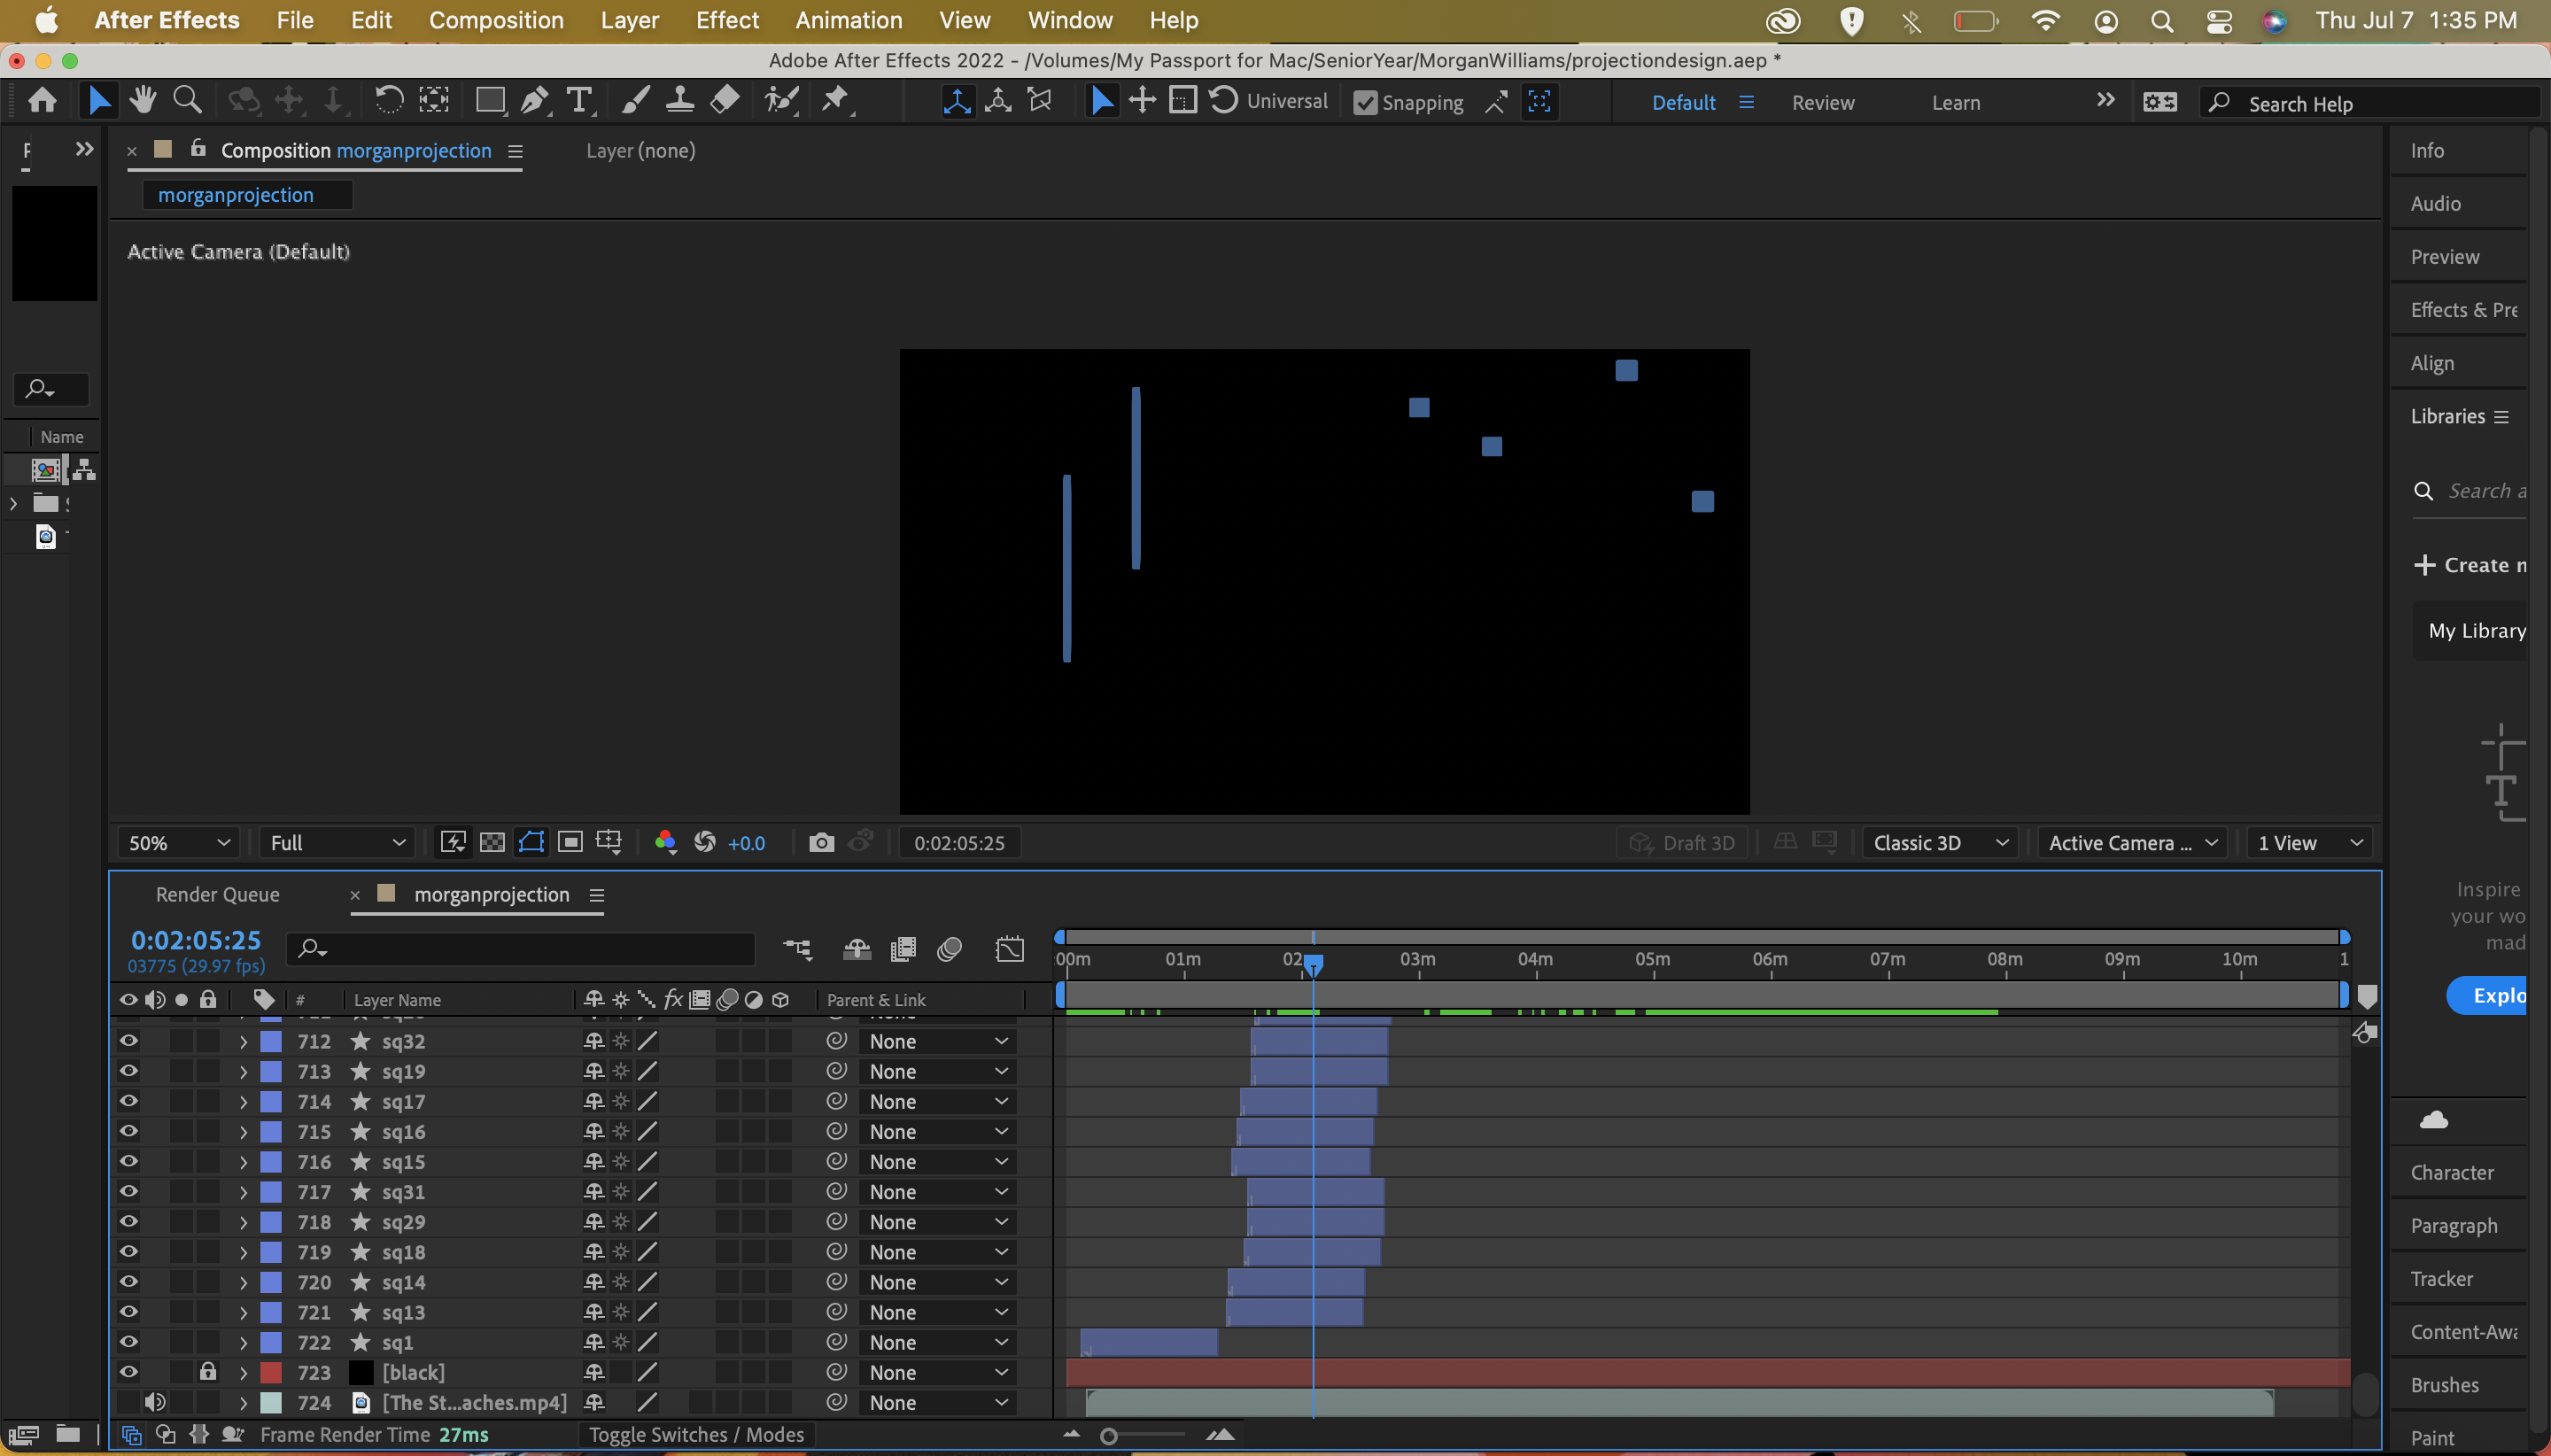 After Effects File Edit Composition Layer Effect Animation View Window Help Thu Jul 7 1:35 PM
Adobe After Effects 2022 - /Volumes/My Passport for Mac/SeniorYear/MorganWilliams/projectiondesign.aep *
Universal Snapping Default Review Learn Search Help
Composition morganprojection Layer (none) Info
morganprojection
Audio
Active Camera (Default)
Preview
Effects & Pre
Align
Libraries
Name
Search a
Create n
My Library
50% Full +0.0 0:02:05:25 Draft 3D Classic 3D Active Camera ... 1 View
Inspire
your wo
mad
Explo
Render Queue morganprojection
0:02:05:25
03775 (29.97 fps)
:00m 01m 02 03m 04m 05m 06m 07m 08m 09m 10m 1
# Layer Name fx Parent & Link
712 sq32 None
713 sq19 None
714 sq17 None
715 sq16 None
716 sq15 None
717 sq31 None
718 sq29 None
719 sq18 None
720 sq14 None
721 sq13 None
722 sq1 None
723 [black] None
724 [The St...aches.mp4] None
Frame Render Time 27ms Toggle Switches / Modes
Character
Paragraph
Tracker
Content-Awa
Brushes
Paint